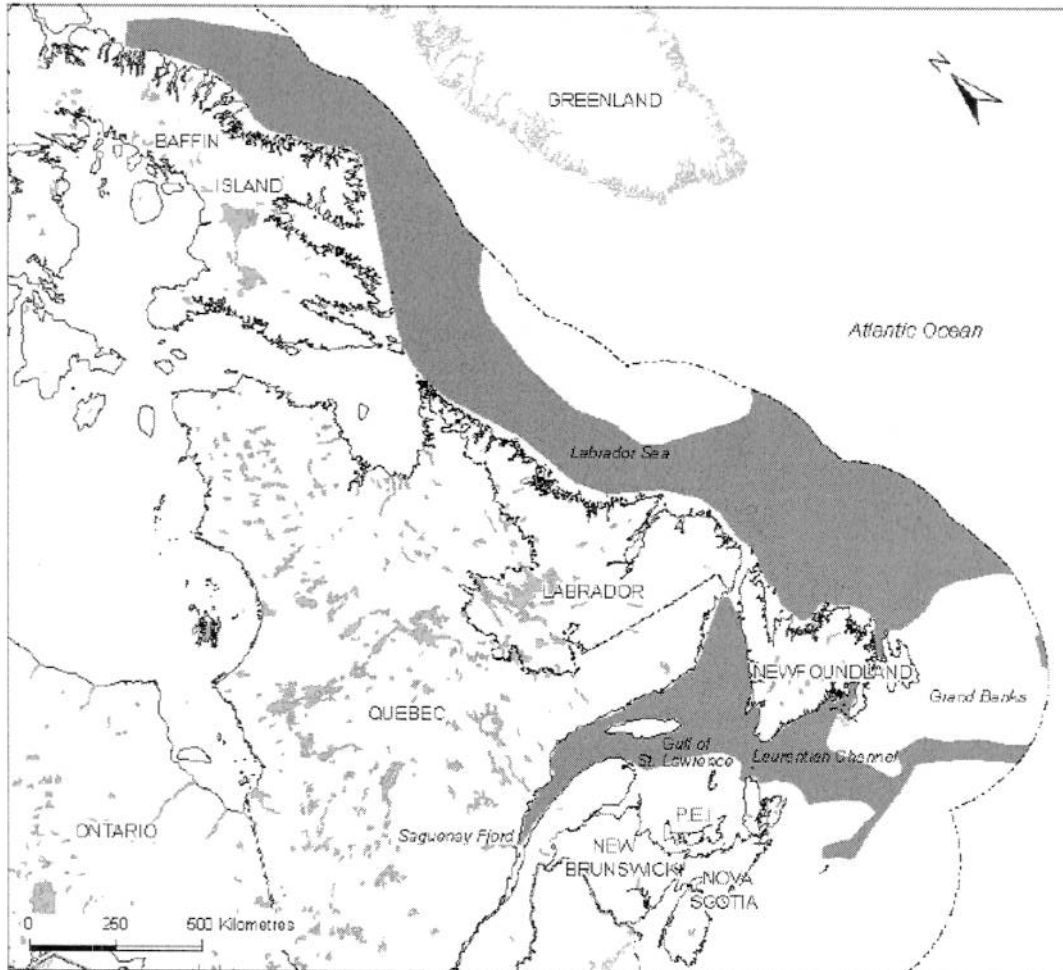 GREENLAND
N
BAFFIN
ISLAND
Atlantic Ocean
Labrador Sea
LABRADOR
NEWFOUNDLAND
Grand Banks
QUEBEC
Gulf of
St. Lawrence
Laurentian Channel
P.E.I
ONTARIO
Saguenay Fjord
NEW
BRUNSWICK
NOVA
SCOTIA
0 250 500 Kilometres